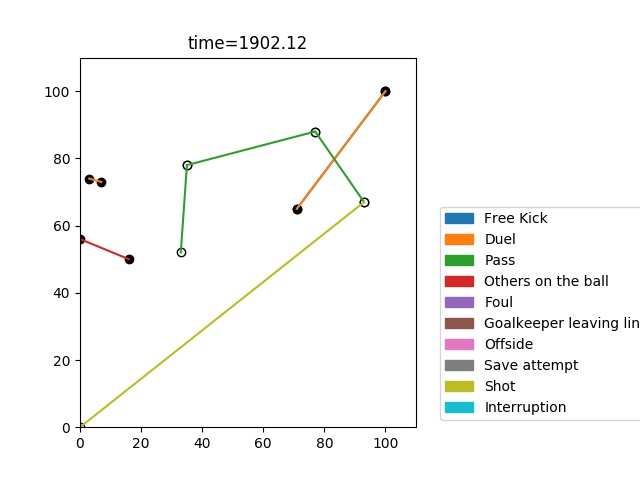 time=1902.12
100
80
60
40
20
0
0 20 40 60 80 100
Free Kick
Duel
Pass
Others on the ball
Foul
Goalkeeper leaving lin
Offside
Save attempt
Shot
Interruption